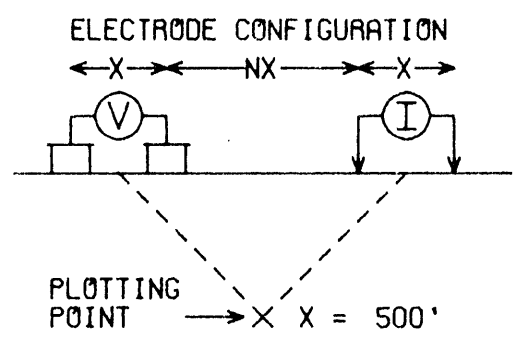 ELECTRODE CONFIGURATION
X NX X
V I
PLOTTING
POINT X X = 500'